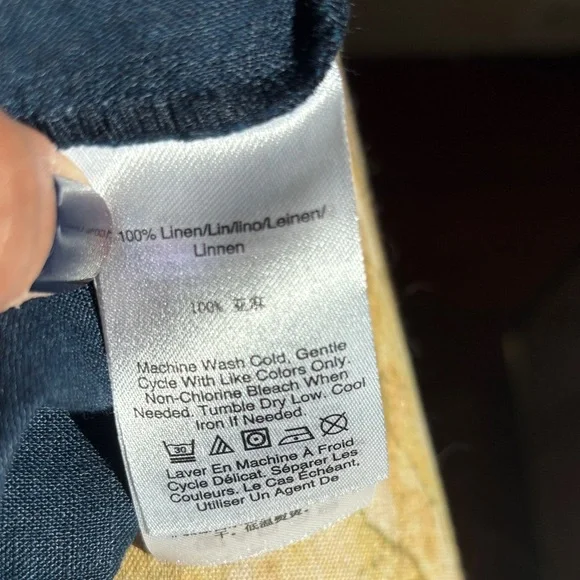 100% Linen/Lin/lino/Leinen/
Linnen
100% 亚麻
Machine Wash Cold, Gentle
Cycle With Like Colors Only.
Non-Chlorine Bleach When
Needed. Tumble Dry Low. Cool
Iron If Needed.
30
Laver En Machine À Froid
Cycle Délicat. Séparer Les
Couleurs. Le Cas Échéant,
Utiliser Un Agent De